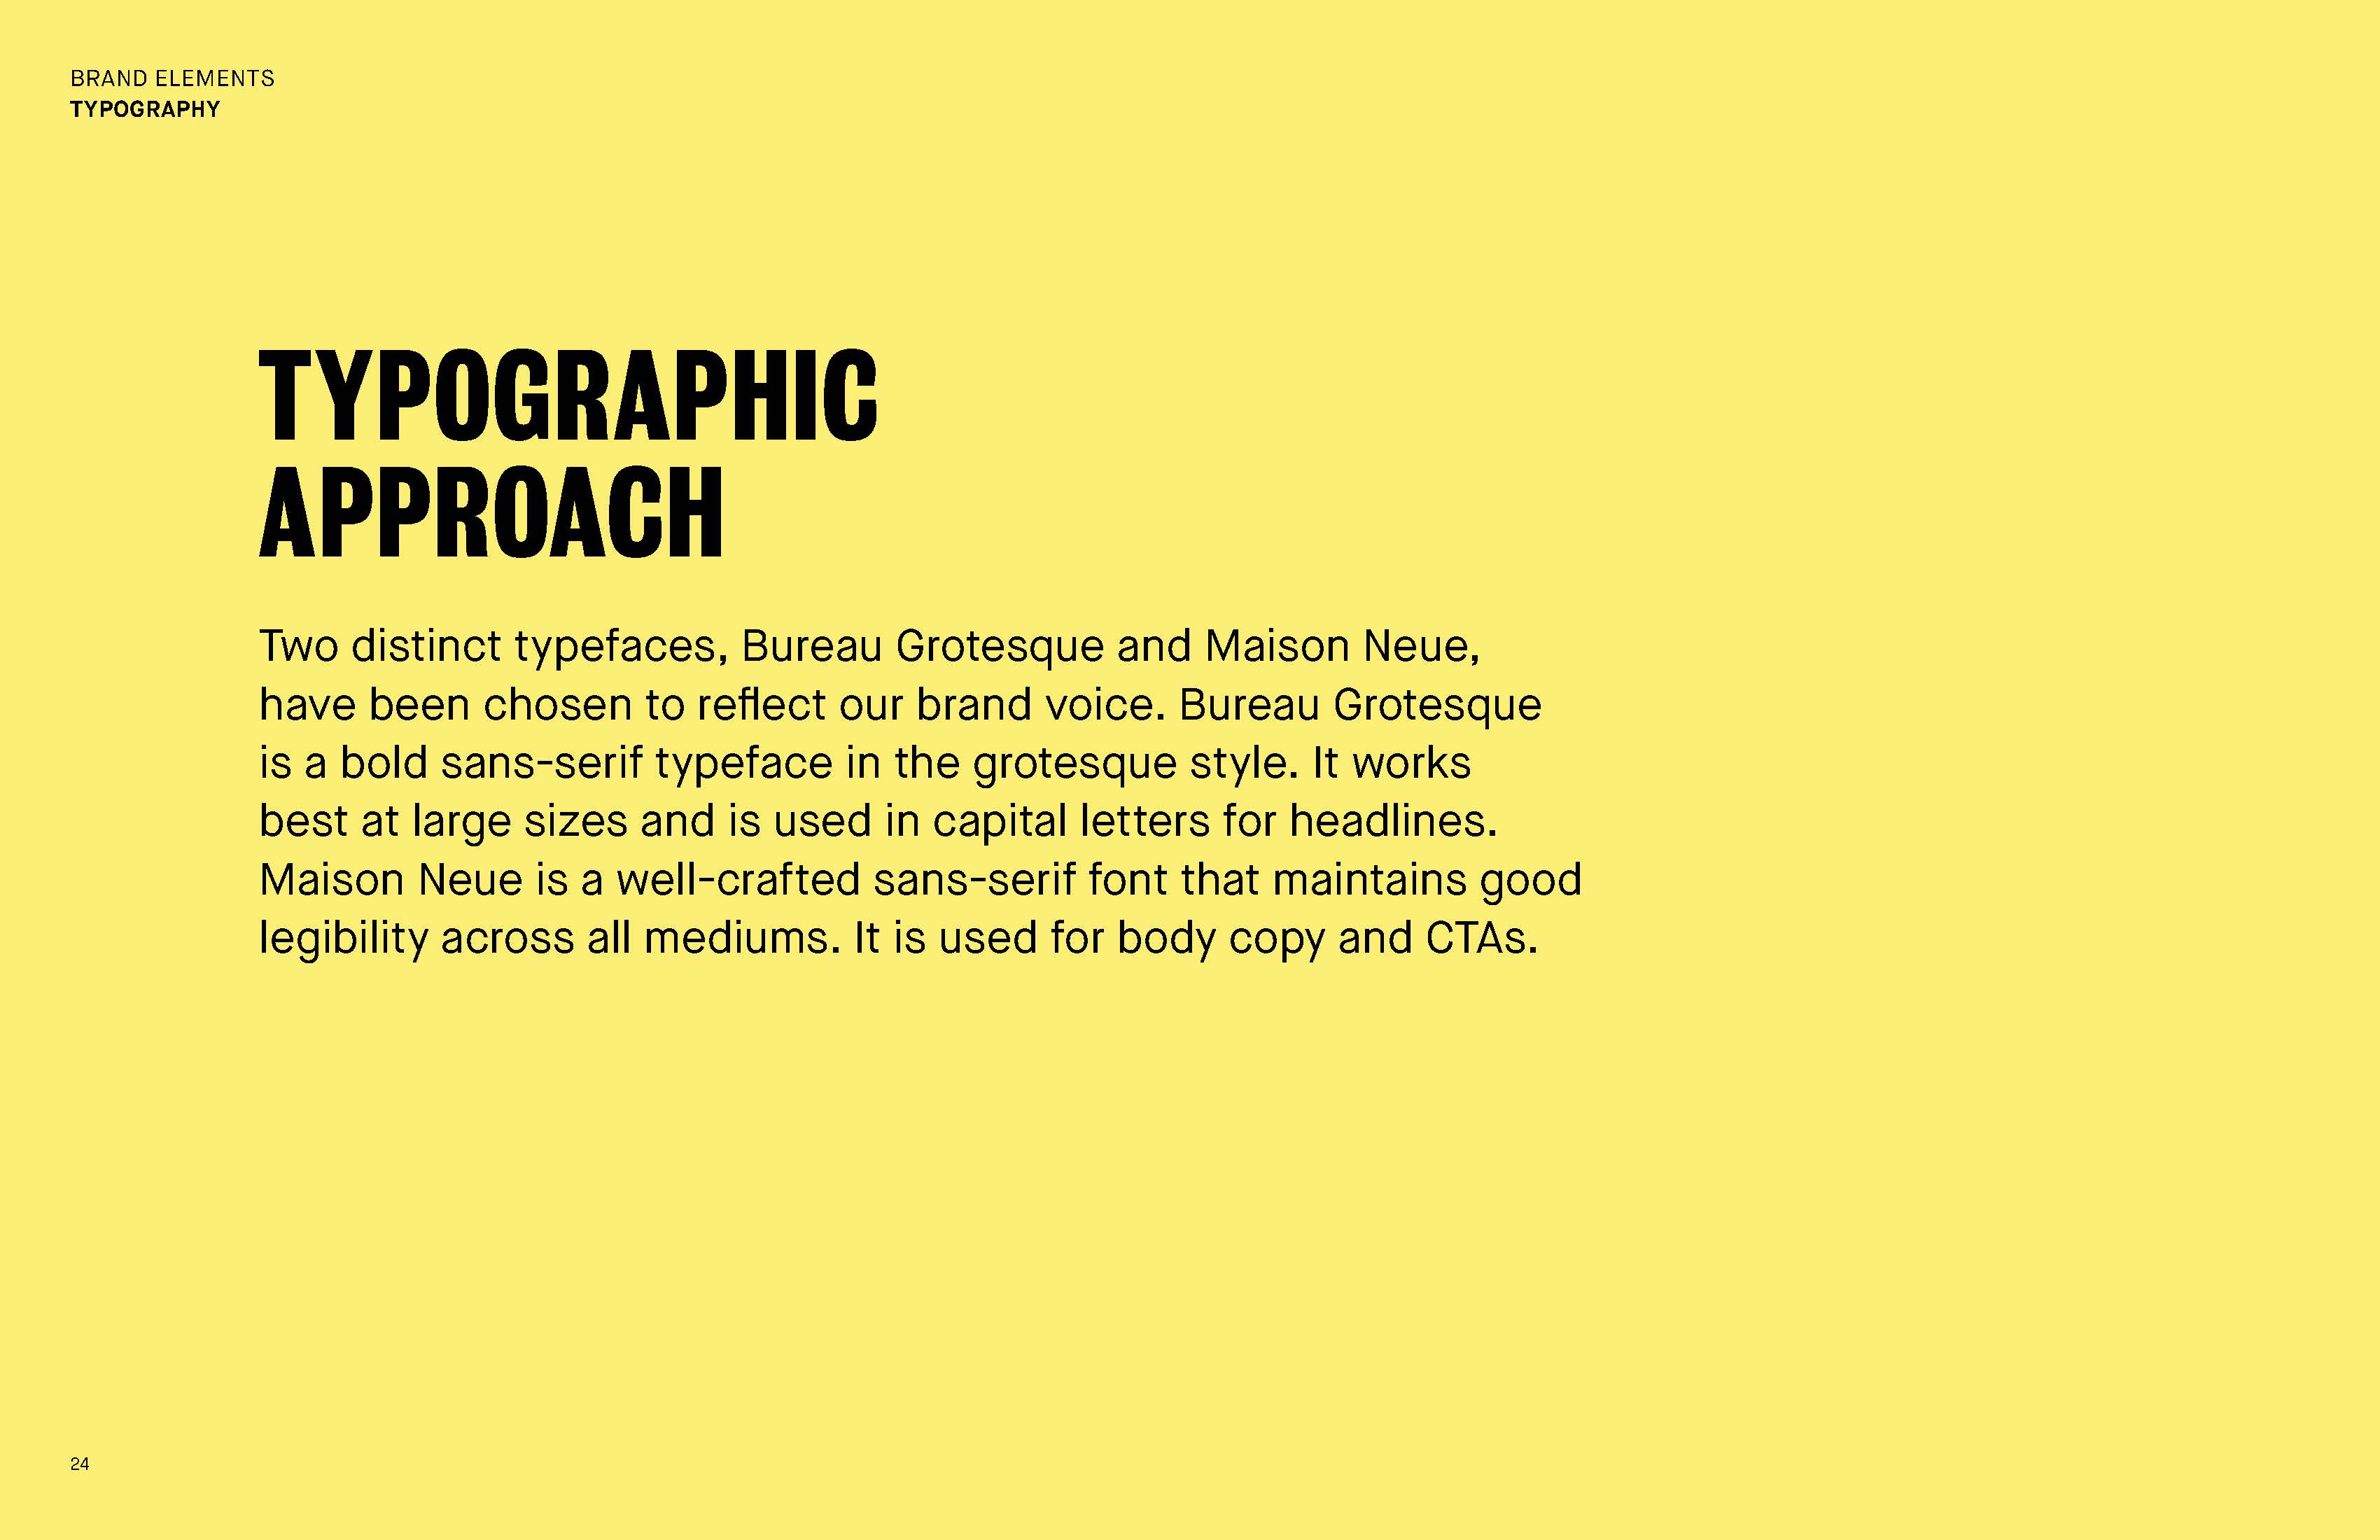 BRAND ELEMENTS
TYPOGRAPHY
TYPOGRAPHIC
APPROACH
Two distinct typefaces, Bureau Grotesque and Maison Neue,
have been chosen to reflect our brand voice. Bureau Grotesque
is a bold sans-serif typeface in the grotesque style. It works
best at large sizes and is used in capital letters for headlines.
Maison Neue is a well-crafted sans-serif font that maintains good
legibility across all mediums. It is used for body copy and CTAs.
24